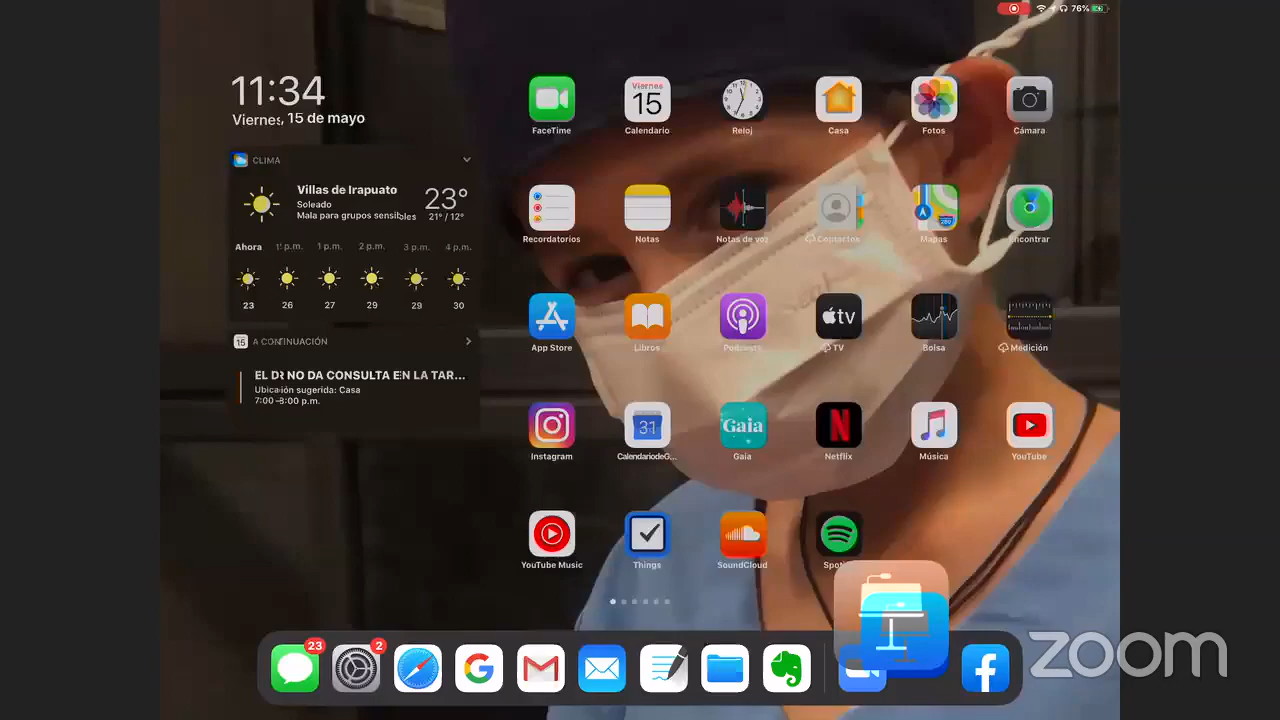 76%
11:34
Viernes, 15 de mayo
CLIMA
Villas de Irapuato
Soleado
Mala para grupos sensibles
23°
21° / 12°
Ahora p.m. 1 p.m. 2 p.m. 3 p.m. 4 p.m.
23 26 27 29 29 30
15 A CONTINUACIÓN
EL DR NO DA CONSULTA EN LA TAR...
Ubicación sugerida: Casa
7:00–8:00 p.m.
Viernes
15
FaceTime Calendario Reloj Casa Fotos Cámara
280
Recordatorios Notas Notas de voz Contactos Mapas Encontrar
tv
App Store Libros Podcasts TV Bolsa Medición
31 Gaia N
Instagram CalendariodeG... Gaia Netflix Música YouTube
YouTube Music Things SoundCloud
23 2
zoom